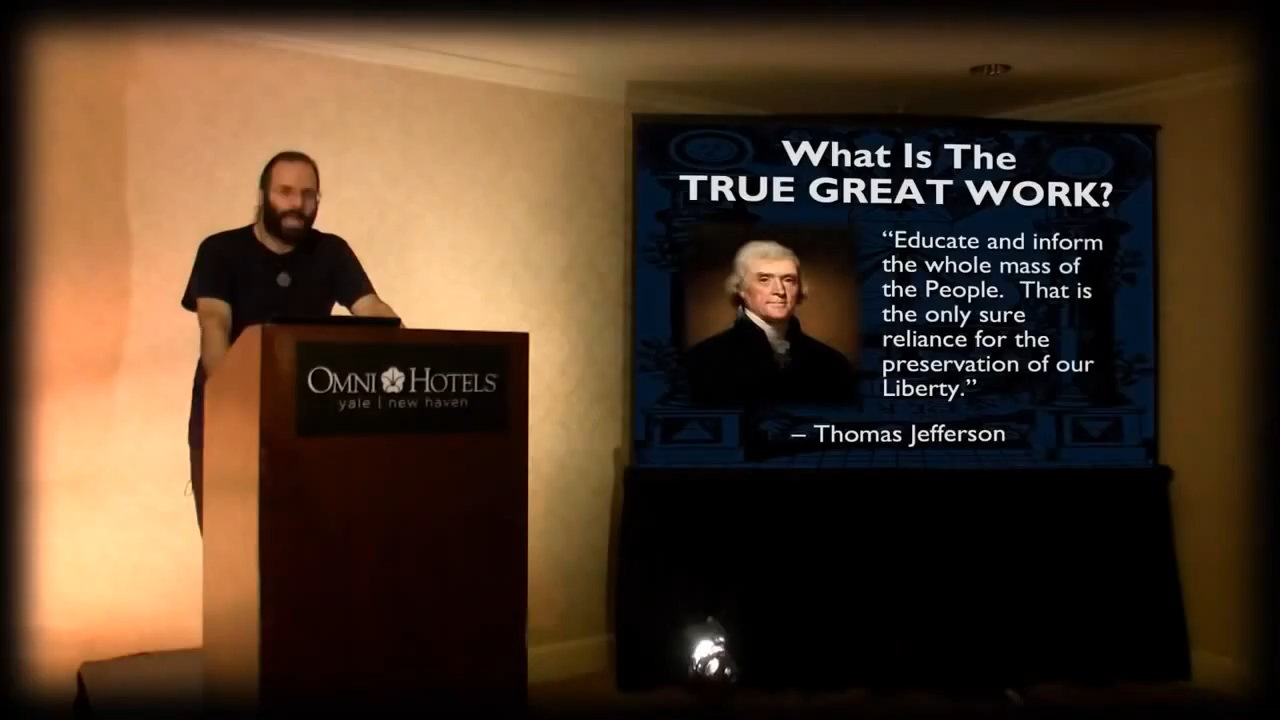 What Is The
TRUE GREAT WORK?
“Educate and inform
the whole mass of
the People.  That is
the only sure
reliance for the
preservation of our
Liberty.”
– Thomas Jefferson
OMNI HOTELS
yale | new haven